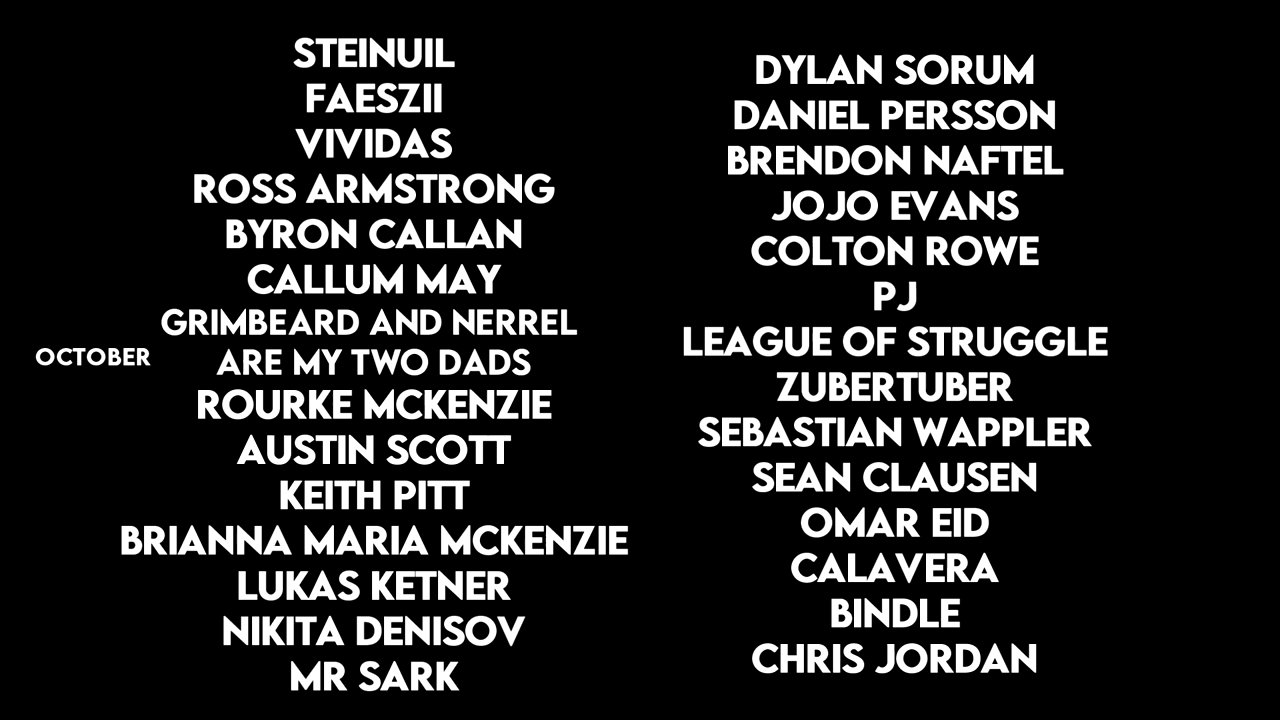 STEINUIL
FAESZII
VIVIDAS
ROSS ARMSTRONG
BYRON CALLAN
CALLUM MAY
GRIMBEARD AND NERREL
OCTOBER
ARE MY TWO DADS
ROURKE MCKENZIE
AUSTIN SCOTT
KEITH PITT
BRIANNA MARIA MCKENZIE
LUKAS KETNER
NIKITA DENISOV
MR SARK
DYLAN SORUM
DANIEL PERSSON
BRENDON NAFTEL
JOJO EVANS
COLTON ROWE
PJ
LEAGUE OF STRUGGLE
ZUBERTUBER
SEBASTIAN WAPPLER
SEAN CLAUSEN
OMAR EID
CALAVERA
BINDLE
CHRIS JORDAN